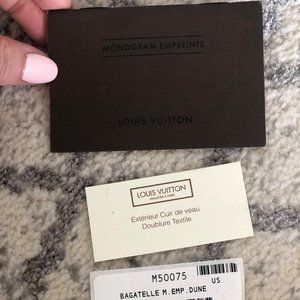 MONOGRAM EMPREINTE
LOUIS VUITTON
LOUIS VUITTON
Extérieur Cuir de veau
Doublure Textile
M50075
US
BAGATELLE M.EMP.DUNE